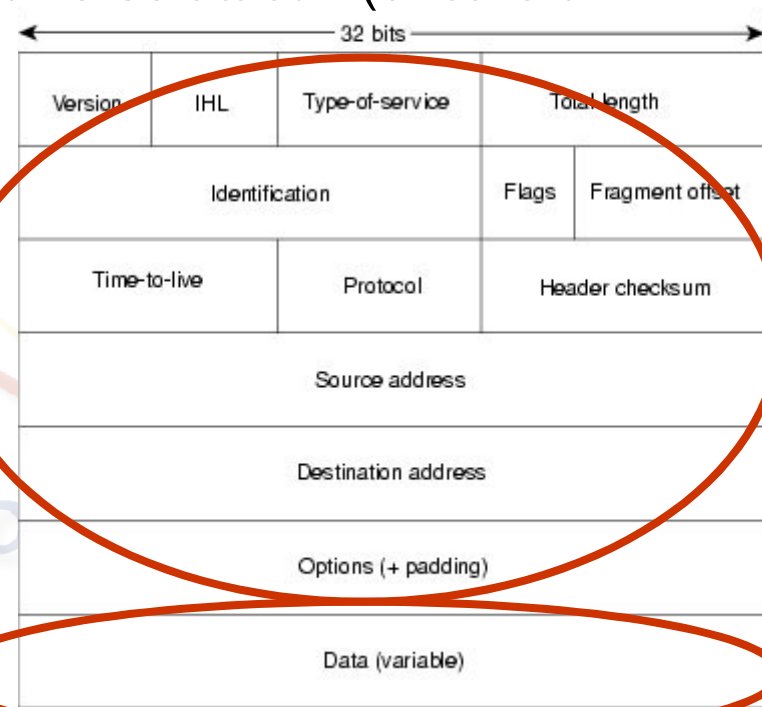 32 bits
Version IHL Type-of-service Total length
Identification Flags Fragment offset
Time-to-live Protocol Header checksum
Source address
Destination address
Options (+ padding)
Data (variable)